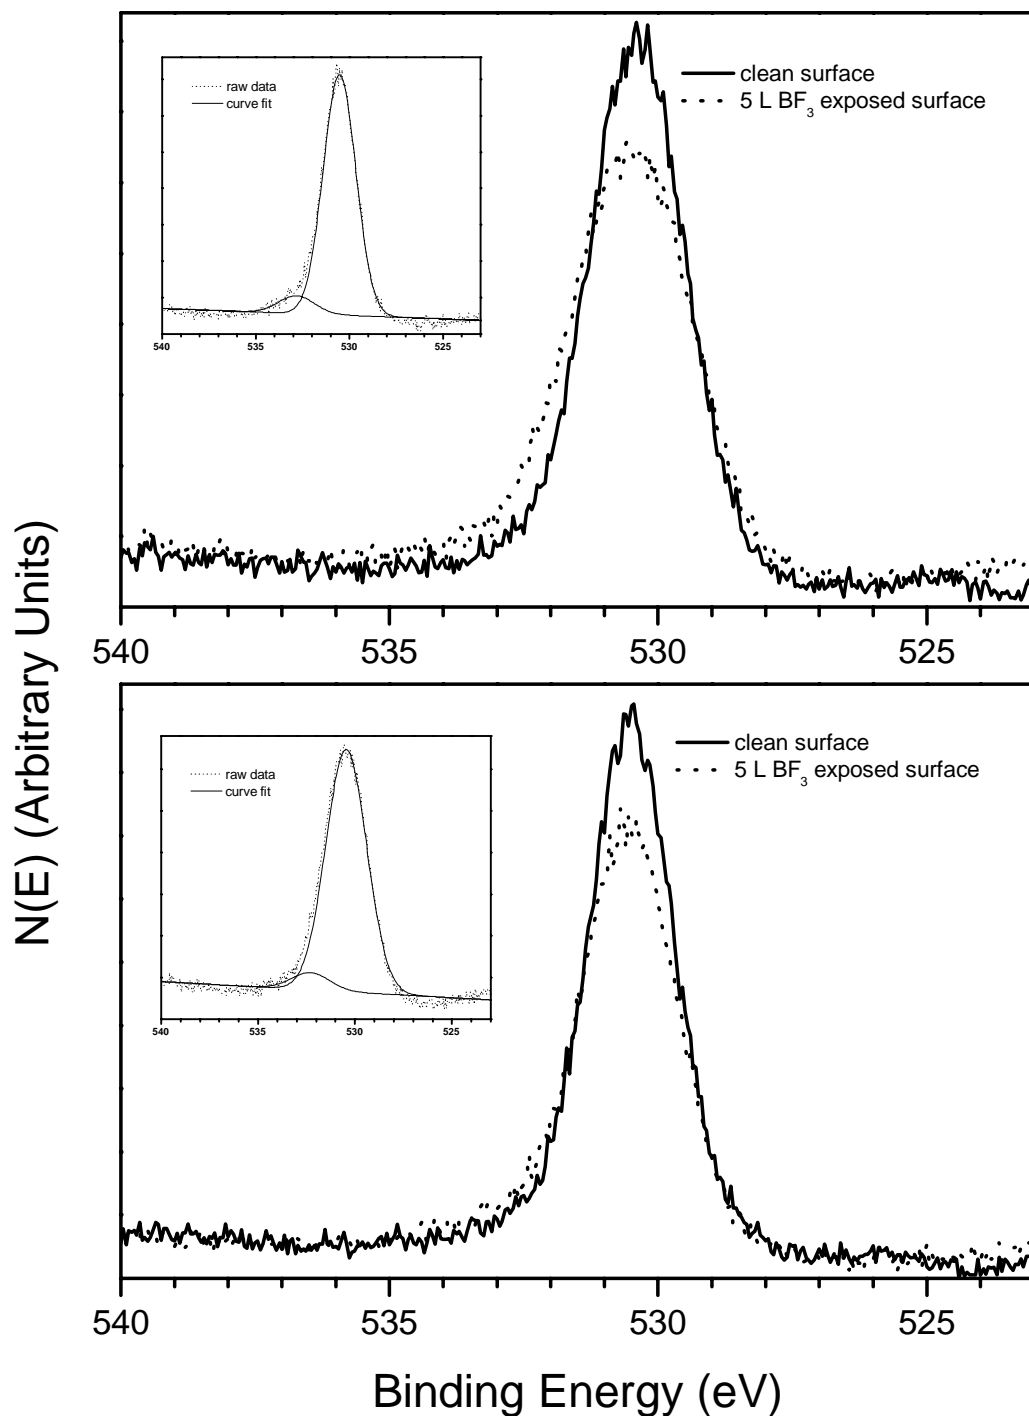 clean surface
5 L BF3 exposed surface
raw data
curve fit
540 535 530 525
540 535 530 525
clean surface
5 L BF3 exposed surface
raw data
curve fit
540 535 530 525
540 535 530 525
N(E) (Arbitrary Units)
Binding Energy (eV)